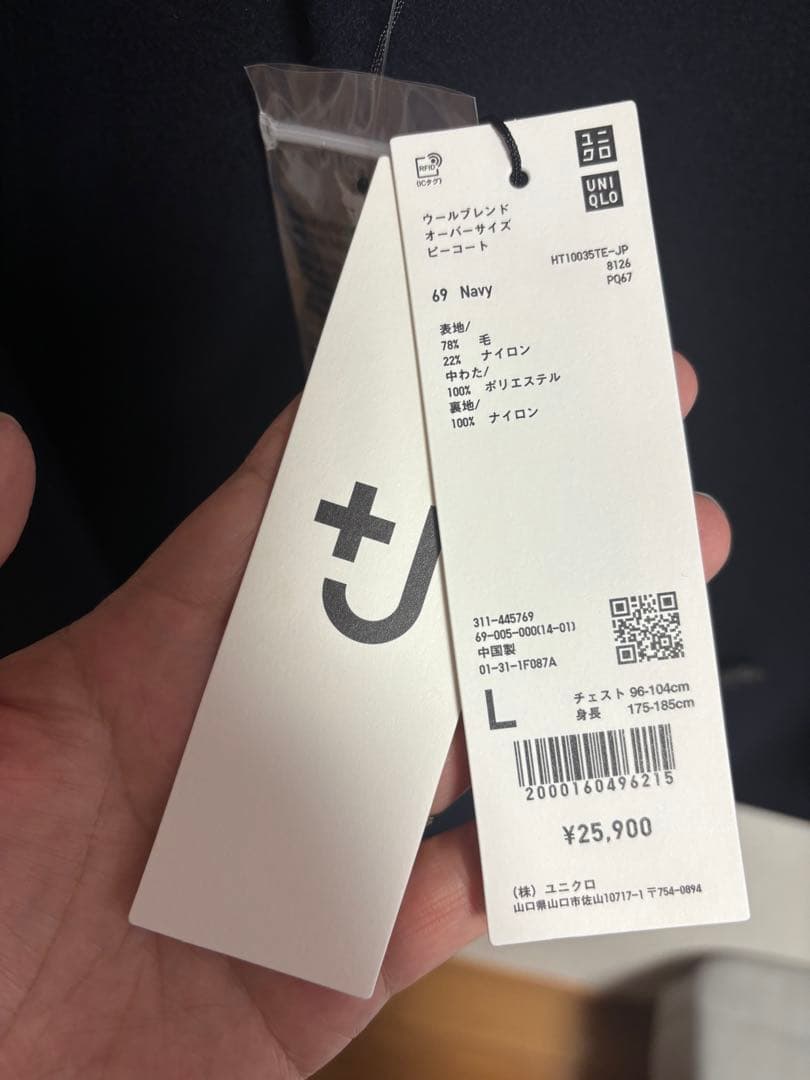 +J
RFID
(ICタグ)
ユニ
クロ
UNI
QLO
ウールブレンド
オーバーサイズ
ピーコート
HT10035TE-JP
8126
PQ67
69 Navy
表地/
78% 毛
22% ナイロン
中わた/
100% ポリエステル
裏地/
100% ナイロン
311-445769
69-005-000(14-01)
中国製
01-31-1F087A
L
チェスト 96-104cm
身長 175-185cm
2000160496215
¥25,900
(株) ユニクロ
山口県山口市佐山10717-1 〒754-0894